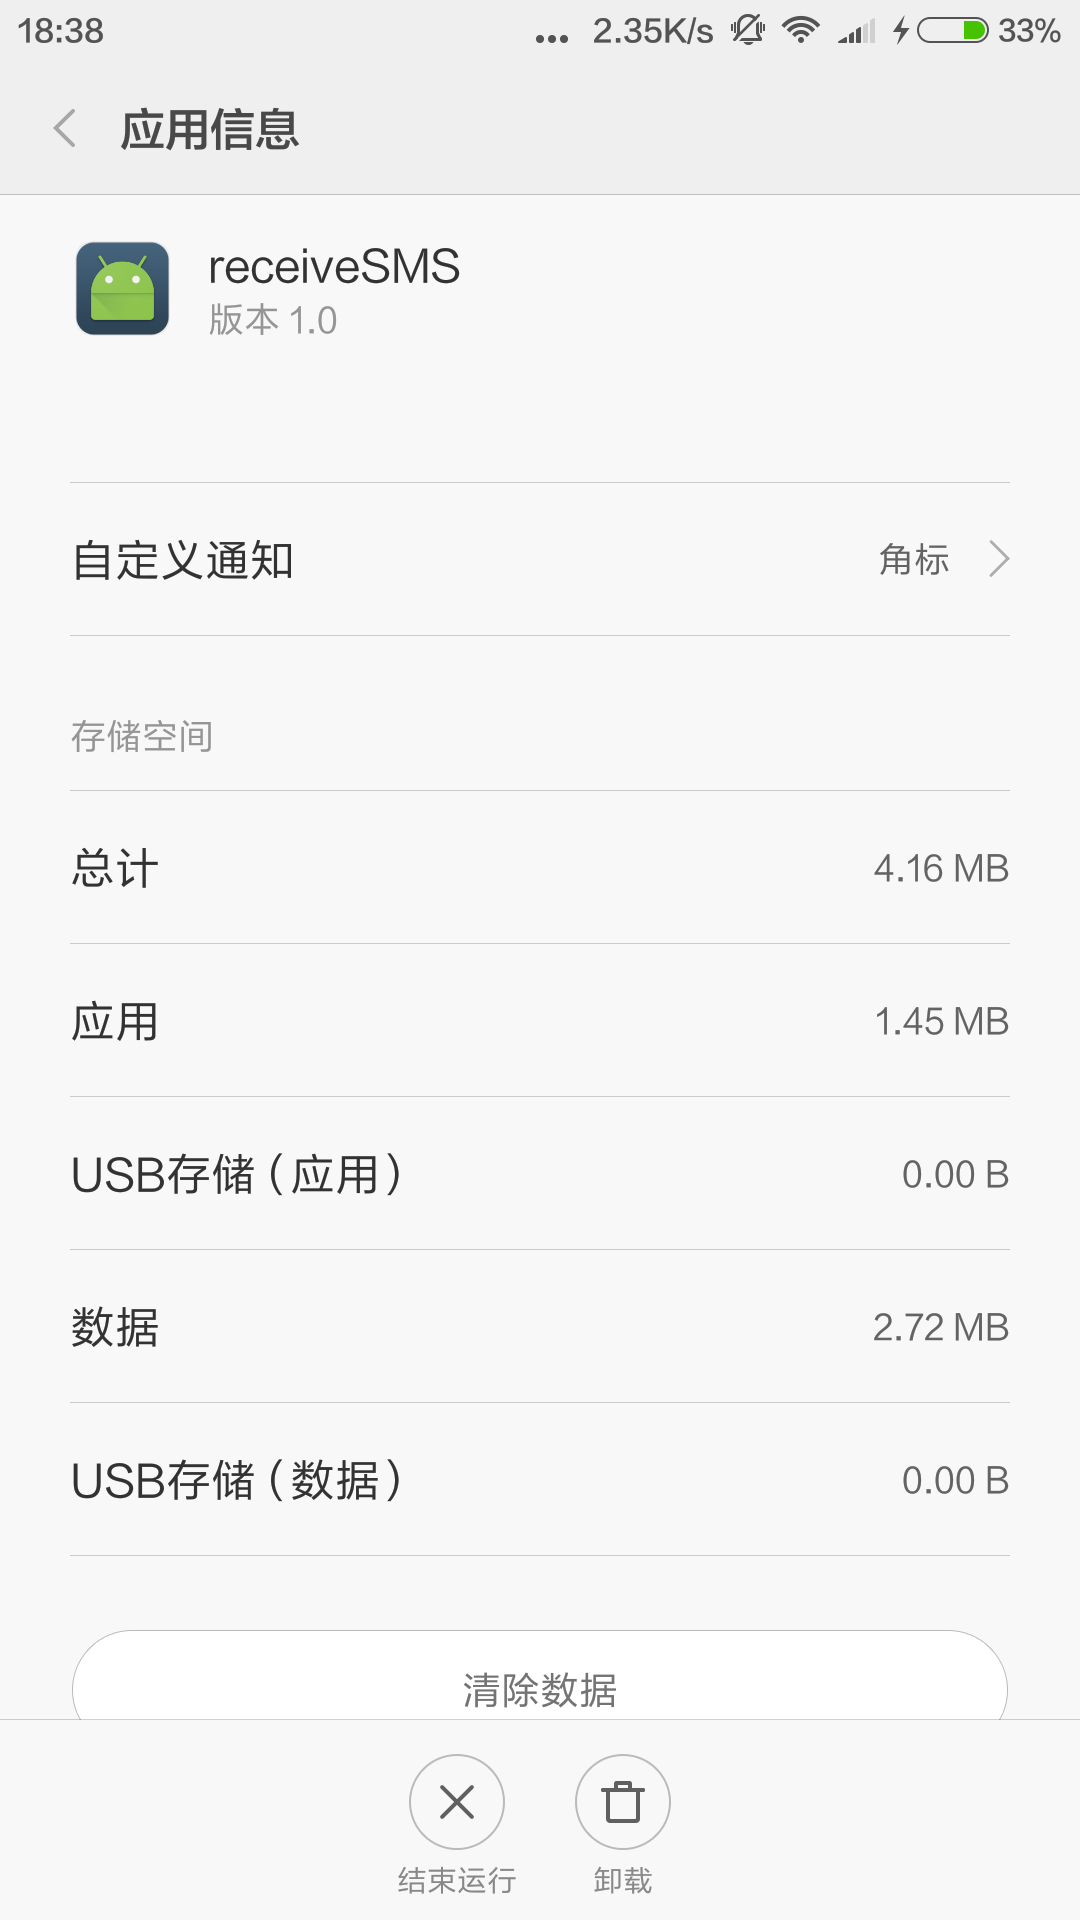 18:38 ... 2.35K/s 33%
应用信息
receiveSMS
版本 1.0
自定义通知 角标
存储空间
总计 4.16 MB
应用 1.45 MB
USB存储（应用） 0.00 B
数据 2.72 MB
USB存储（数据） 0.00 B
清除数据
结束运行 卸载